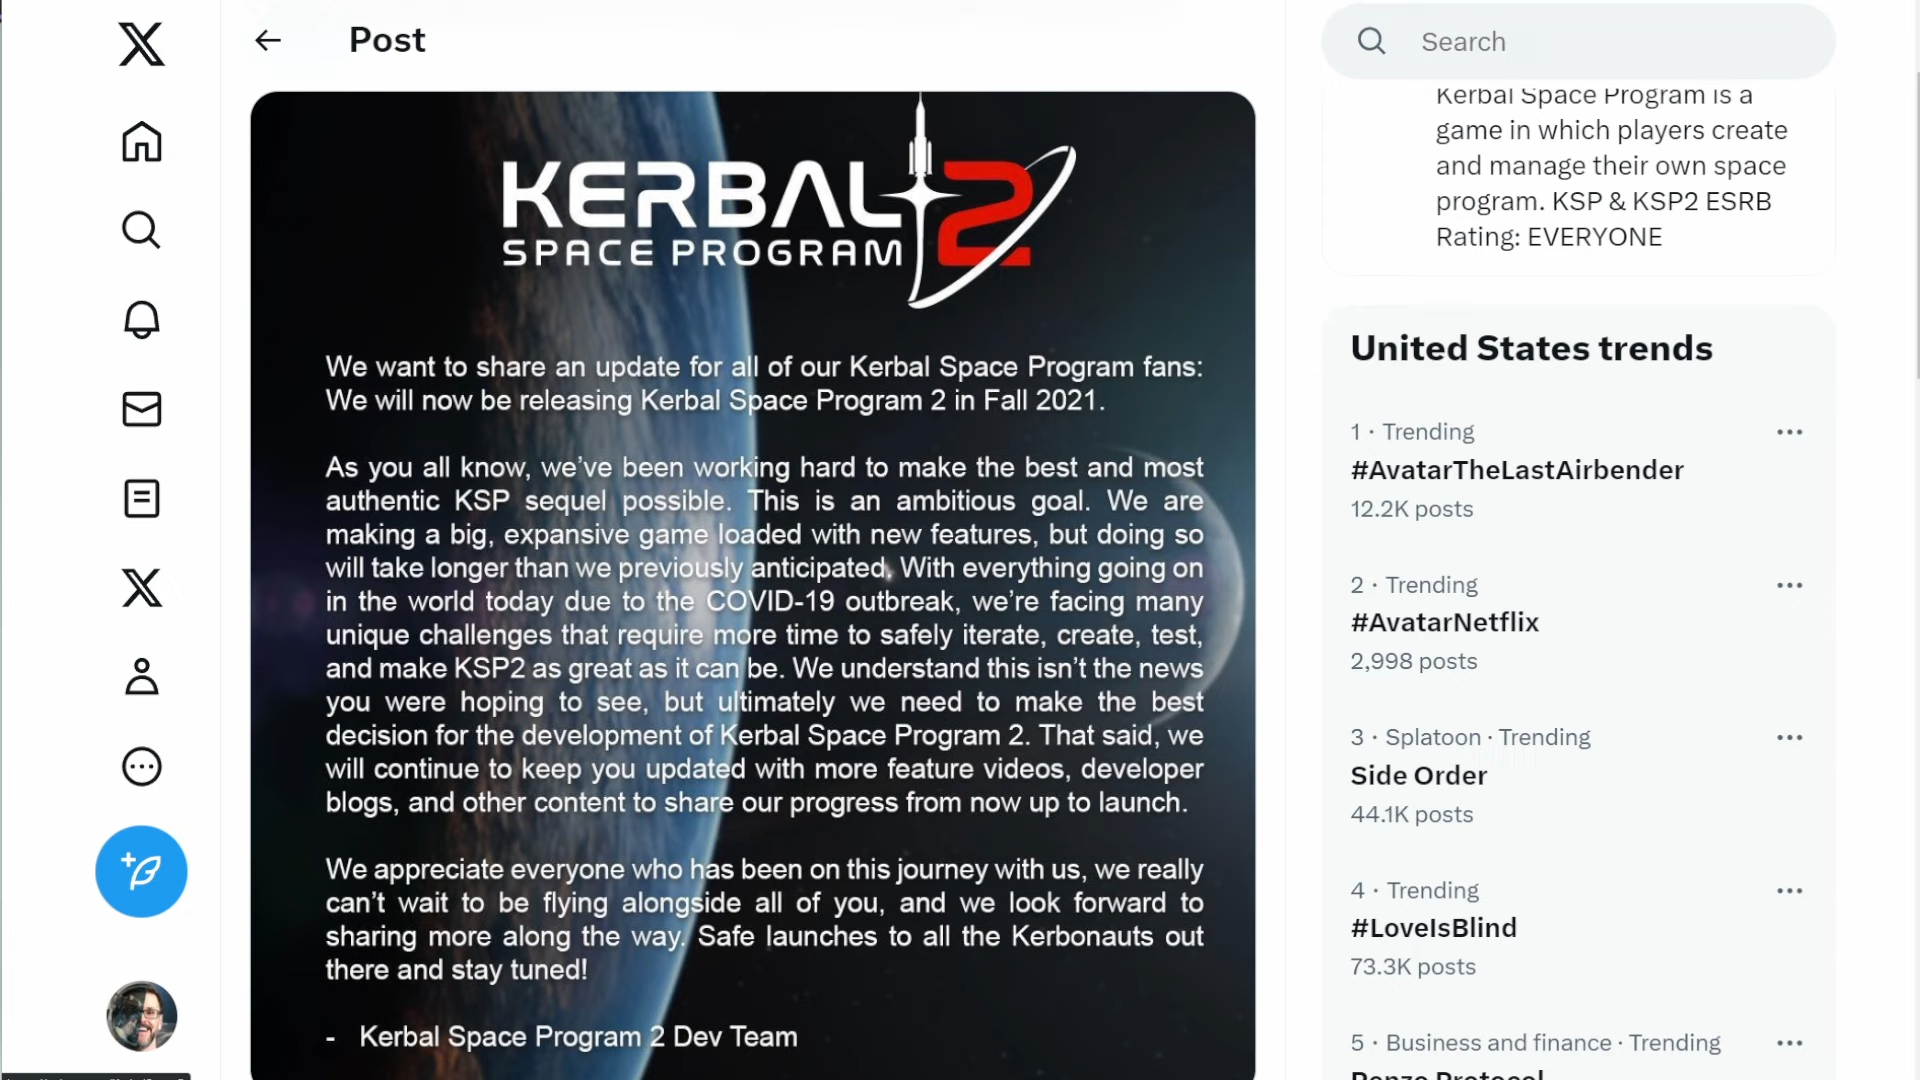 Post
Search
KERBAL 2
SPACE PROGRAM
We want to share an update for all of our Kerbal Space Program fans:
We will now be releasing Kerbal Space Program 2 in Fall 2021.
As you all know, we've been working hard to make the best and most
authentic KSP sequel possible. This is an ambitious goal. We are
making a big, expansive game loaded with new features, but doing so
will take longer than we previously anticipated. With everything going on
in the world today due to the COVID-19 outbreak, we're facing many
unique challenges that require more time to safely iterate, create, test,
and make KSP2 as great as it can be. We understand this isn't the news
you were hoping to see, but ultimately we need to make the best
decision for the development of Kerbal Space Program 2. That said, we
will continue to keep you updated with more feature videos, developer
blogs, and other content to share our progress from now up to launch.
We appreciate everyone who has been on this journey with us, we really
can't wait to be flying alongside all of you, and we look forward to
sharing more along the way. Safe launches to all the Kerbonauts out
there and stay tuned!
- Kerbal Space Program 2 Dev Team
Kerbal Space Program is a
game in which players create
and manage their own space
program. KSP & KSP2 ESRB
Rating: EVERYONE
United States trends
1 · Trending
#AvatarTheLastAirbender
12.2K posts
2 · Trending
#AvatarNetflix
2,998 posts
3 · Splatoon · Trending
Side Order
44.1K posts
4 · Trending
#LoveIsBlind
73.3K posts
5 · Business and finance · Trending